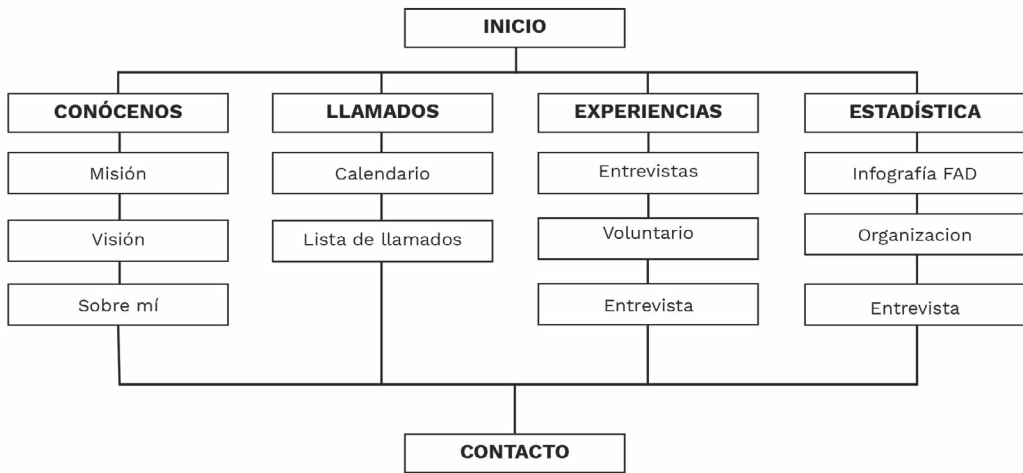 INICIO
CONÓCENOS
Misión
Visión
Sobre mí
LLAMADOS
Calendario
Lista de llamados
EXPERIENCIAS
Entrevistas
Voluntario
Entrevista
ESTADÍSTICA
Infografía FAD
Organizacion
Entrevista
CONTACTO